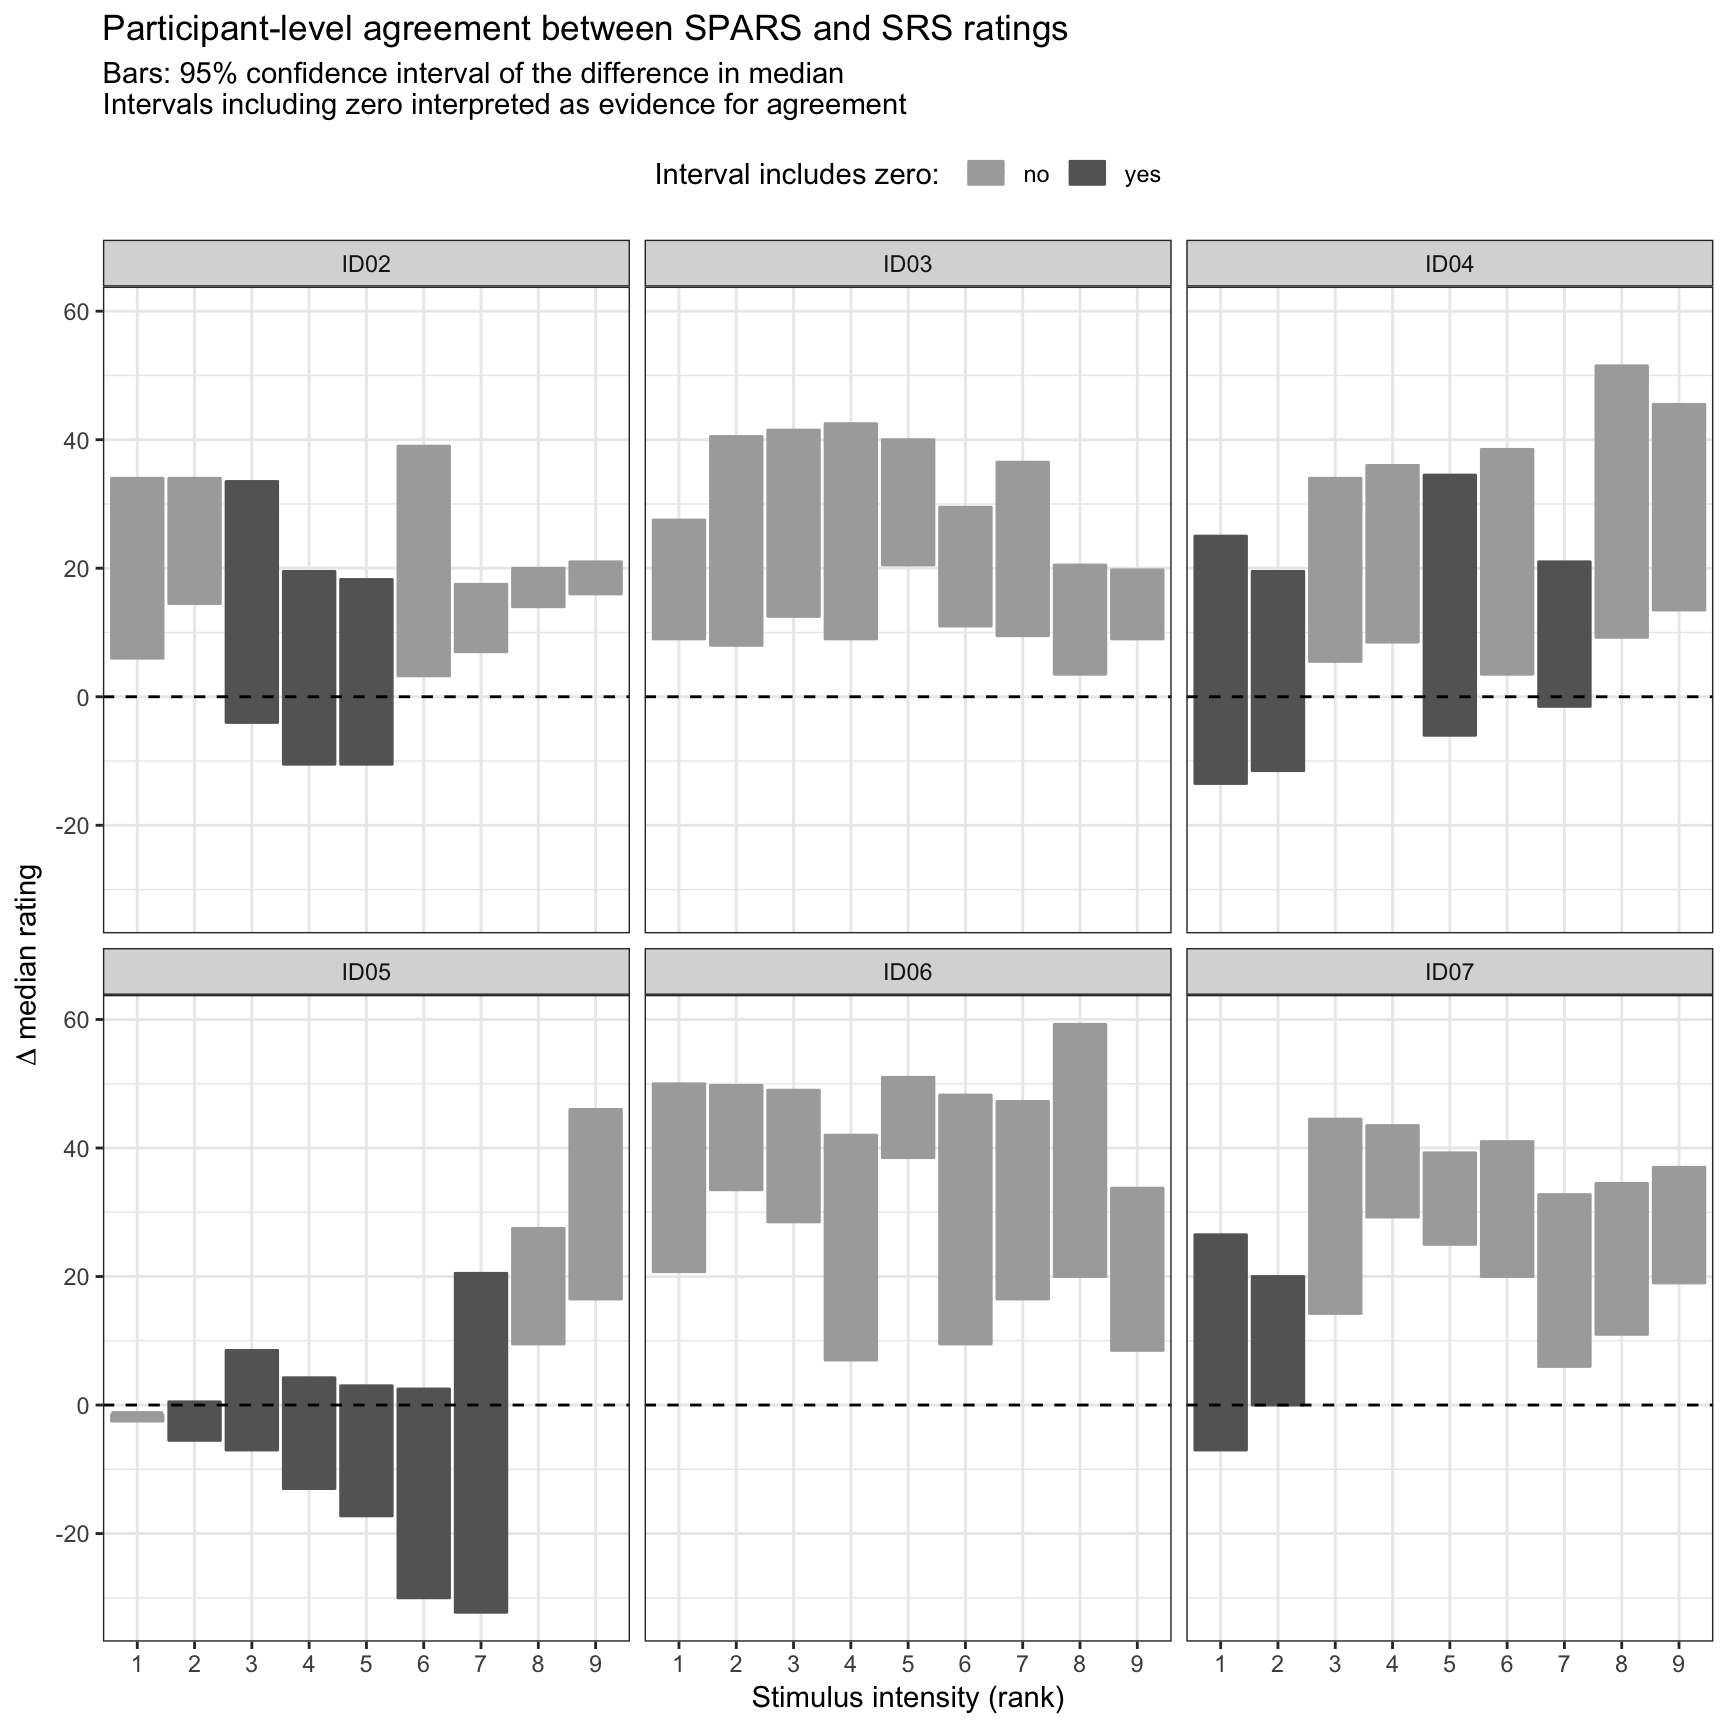 Participant-level agreement between SPARS and SRS ratings
Bars: 95% confidence interval of the difference in median
Intervals including zero interpreted as evidence for agreement
Interval includes zero: no yes
ID02 ID03 ID04
60
40
20
0
-20
Δ median rating
ID05 ID06 ID07
60
40
20
0
-20
1 2 3 4 5 6 7 8 9 1 2 3 4 5 6 7 8 9 1 2 3 4 5 6 7 8 9
Stimulus intensity (rank)